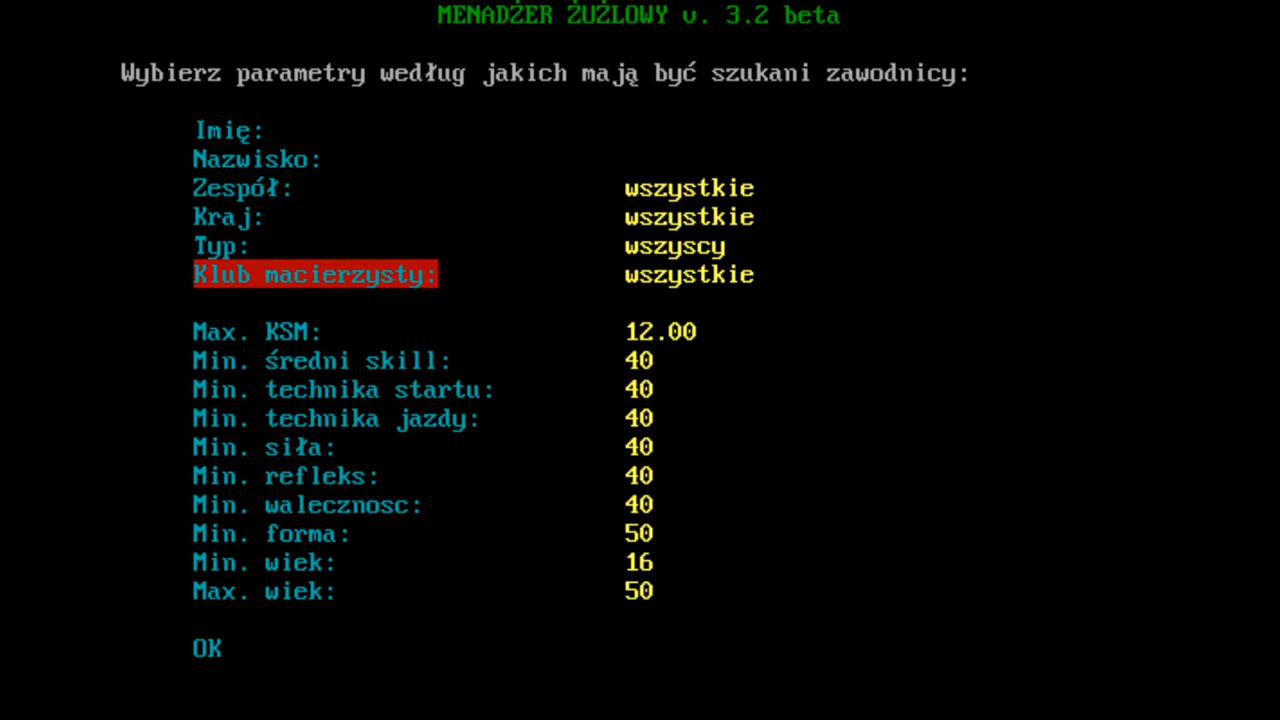 MENADŻER ŻUŻLOWY v. 3.2 beta
Wybierz parametry według jakich mają być szukani zawodnicy:
Imię:
Nazwisko:
Zespół: wszystkie
Kraj: wszystkie
Typ: wszyscy
Klub macierzysty: wszystkie
Max. KSM: 12.00
Min. średni skill: 40
Min. technika startu: 40
Min. technika jazdy: 40
Min. siła: 40
Min. refleks: 40
Min. walecznosc: 40
Min. forma: 50
Min. wiek: 16
Max. wiek: 50
OK